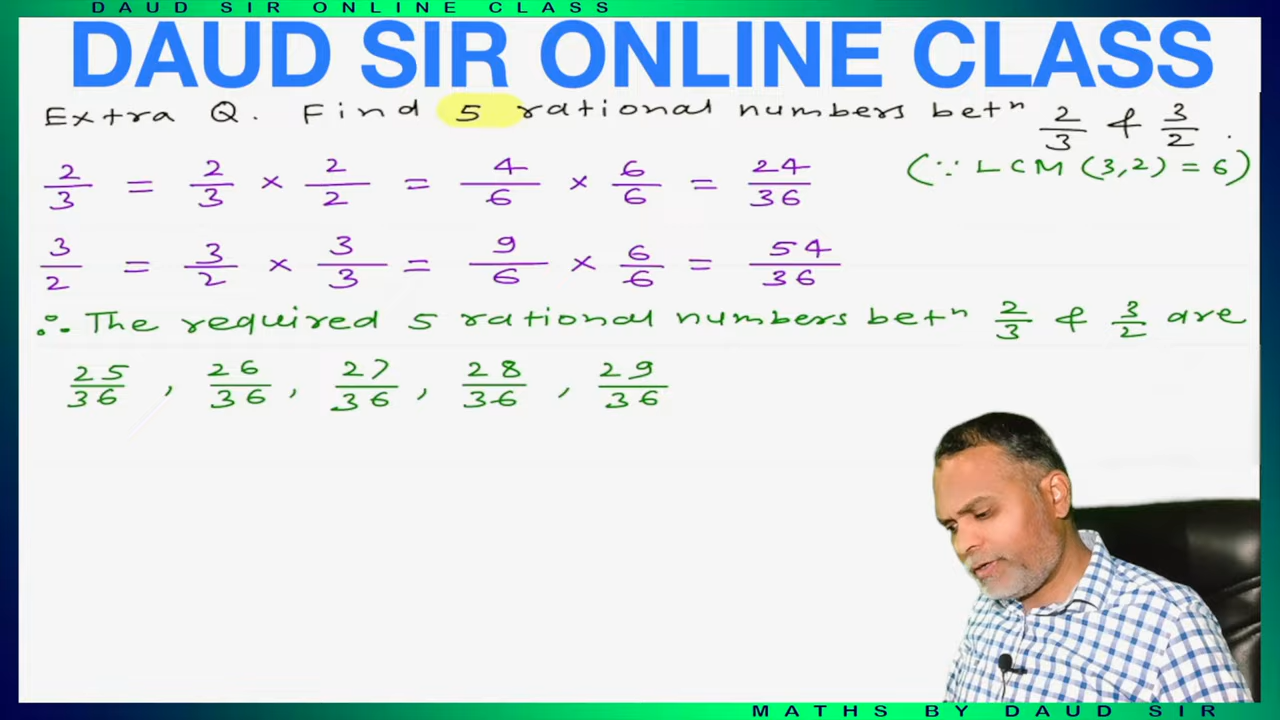 DAUD SIR ONLINE CLASS
DAUD SIR ONLINE CLASS
Extra Q. Find 5 rational numbers betⁿ 2/3 & 3/2 .
2/3 = 2/3 × 2/2 = 4/6 × 6/6 = 24/36 (∵ LCM (3,2) = 6)
3/2 = 3/2 × 3/3 = 9/6 × 6/6 = 54/36
∴ The required 5 rational numbers betⁿ 2/3 & 3/2 are
25/36 , 26/36 , 27/36 , 28/36 , 29/36
MATHS BY DAUD SIR